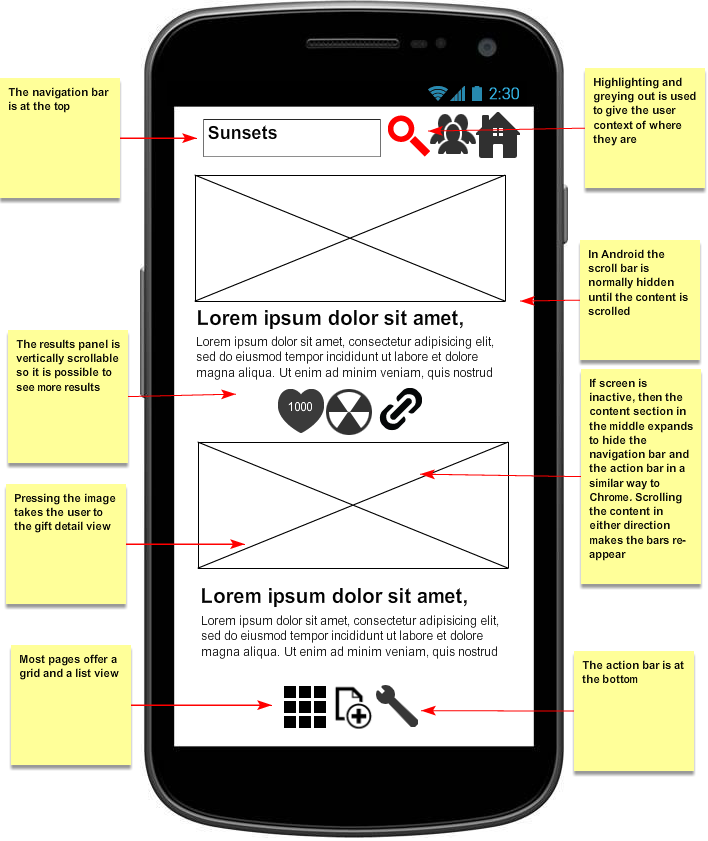 2:30
The navigation bar
is at the top
Sunsets
Highlighting and
greying out is used
to give the user
context of where
they are
In Android the
scroll bar is
normally hidden
until the content is
scrolled
Lorem ipsum dolor sit amet,
Lorem ipsum dolor sit amet, consectetur adipisicing elit,
sed do eiusmod tempor incididunt ut labore et dolore
magna aliqua. Ut enim ad minim veniam, quis nostrud
The results panel is
vertically scrollable
so it is possible to
see more results
1000
If screen is
inactive, then the
content section in
the middle expands
to hide the
navigation bar and
the action bar in a
similar way to
Chrome. Scrolling
the content in
either direction
makes the bars re-
appear
Pressing the image
takes the user to
the gift detail view
Lorem ipsum dolor sit amet,
Lorem ipsum dolor sit amet, consectetur adipisicing elit,
sed do eiusmod tempor incididunt ut labore et dolore
magna aliqua. Ut enim ad minim veniam, quis nostrud
Most pages offer a
grid and a list view
The action bar is at
the bottom